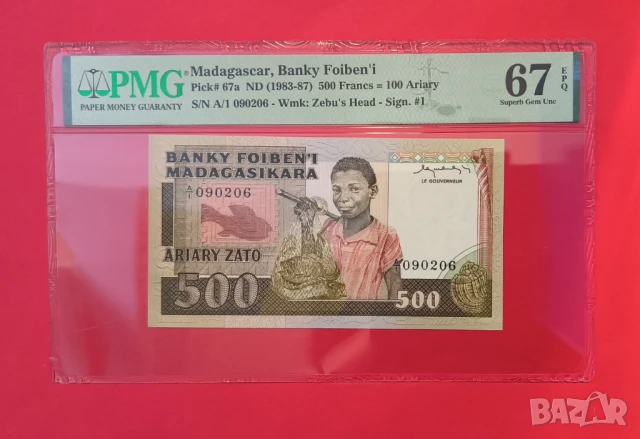 PMG
PAPER MONEY GUARANTY
Madagascar, Banky Foiben'i
Pick# 67a ND (1983-87) 500 Francs = 100 Ariary
S/N A/1 090206 - Wmk: Zebu's Head - Sign. #1
67 EPQ
Superb Gem Unc
BANKY FOIBEN'I
MADAGASIKARA
A/1 090206
LE GOUVERNEUR
ARIARY ZATO
A/1 090206
500
500
BAZAR